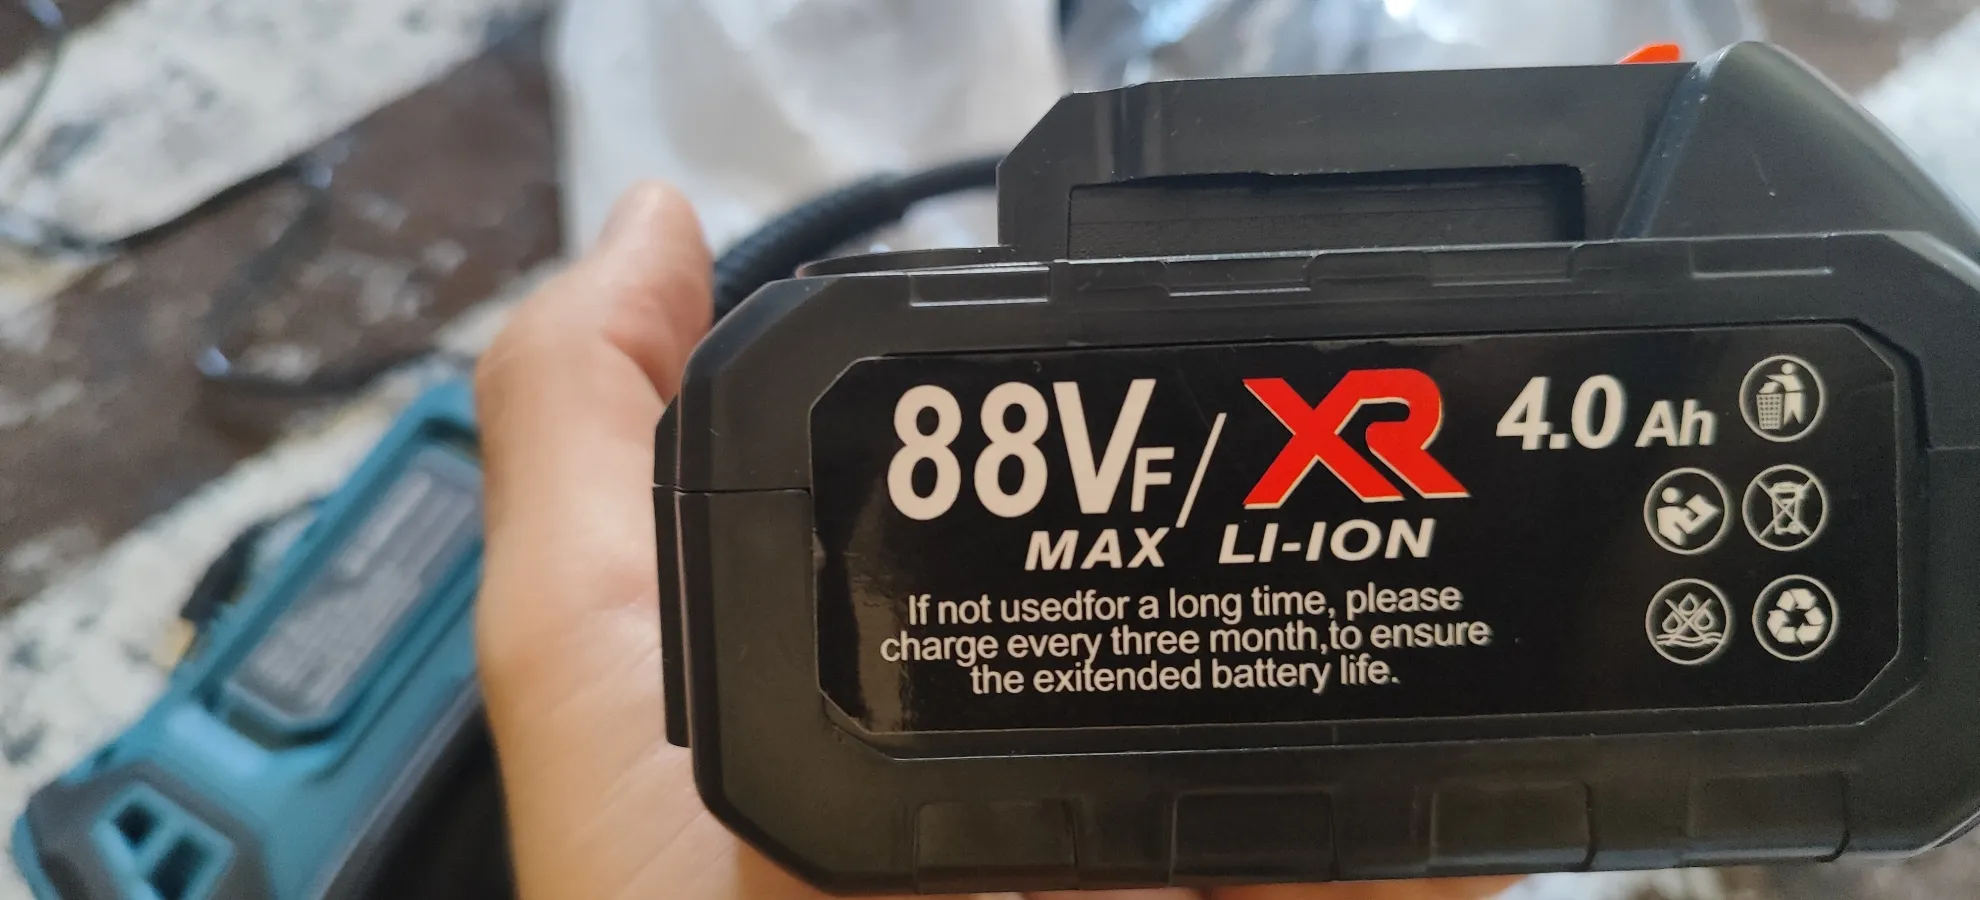 88VF/XR 4.0 Ah
MAX LI-ION
If not usedfor a long time, please
charge every three month,to ensure
the exitended battery life.